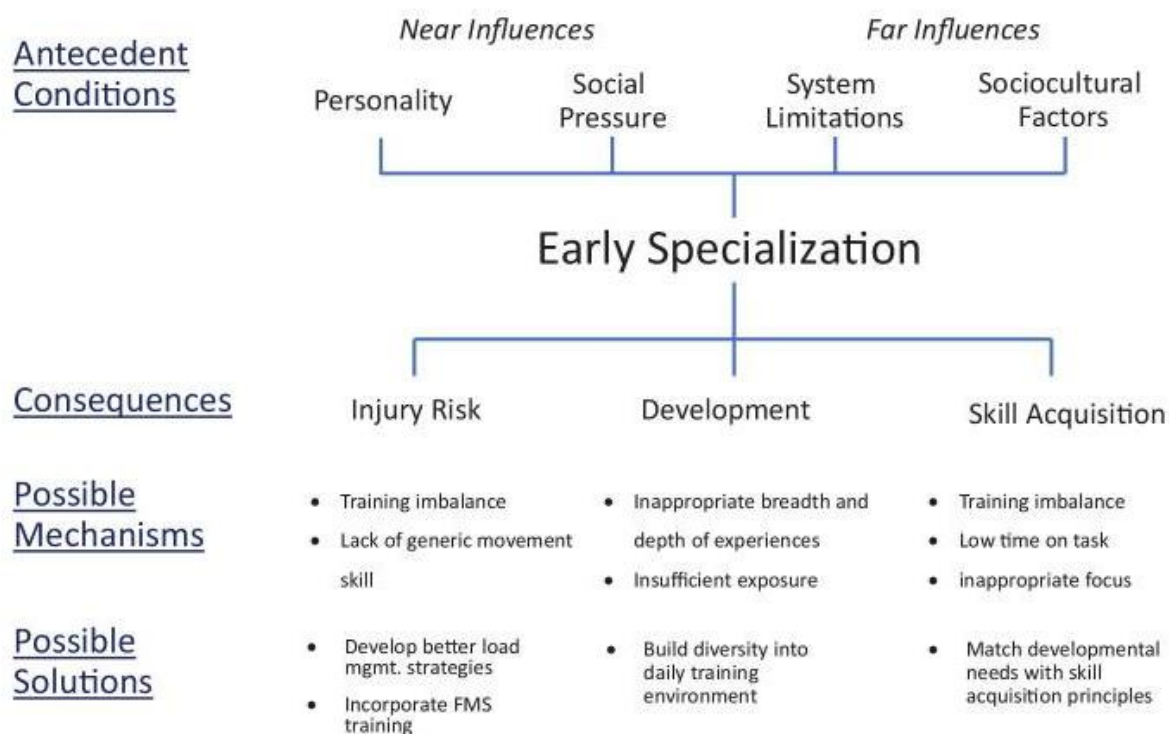 Antecedent
Conditions
Near Influences
Far Influences
Personality
Social
Pressure
System
Limitations
Sociocultural
Factors
Early Specialization
Consequences
Injury Risk
Development
Skill Acquisition
Possible
Mechanisms
• Training imbalance
• Lack of generic movement
skill
• Inappropriate breadth and
depth of experiences
• Insufficient exposure
• Training imbalance
• Low time on task
• inappropriate focus
Possible
Solutions
• Develop better load
mgmt. strategies
• Incorporate FMS
training
• Build diversity into
daily training
environment
• Match developmental
needs with skill
acquisition principles